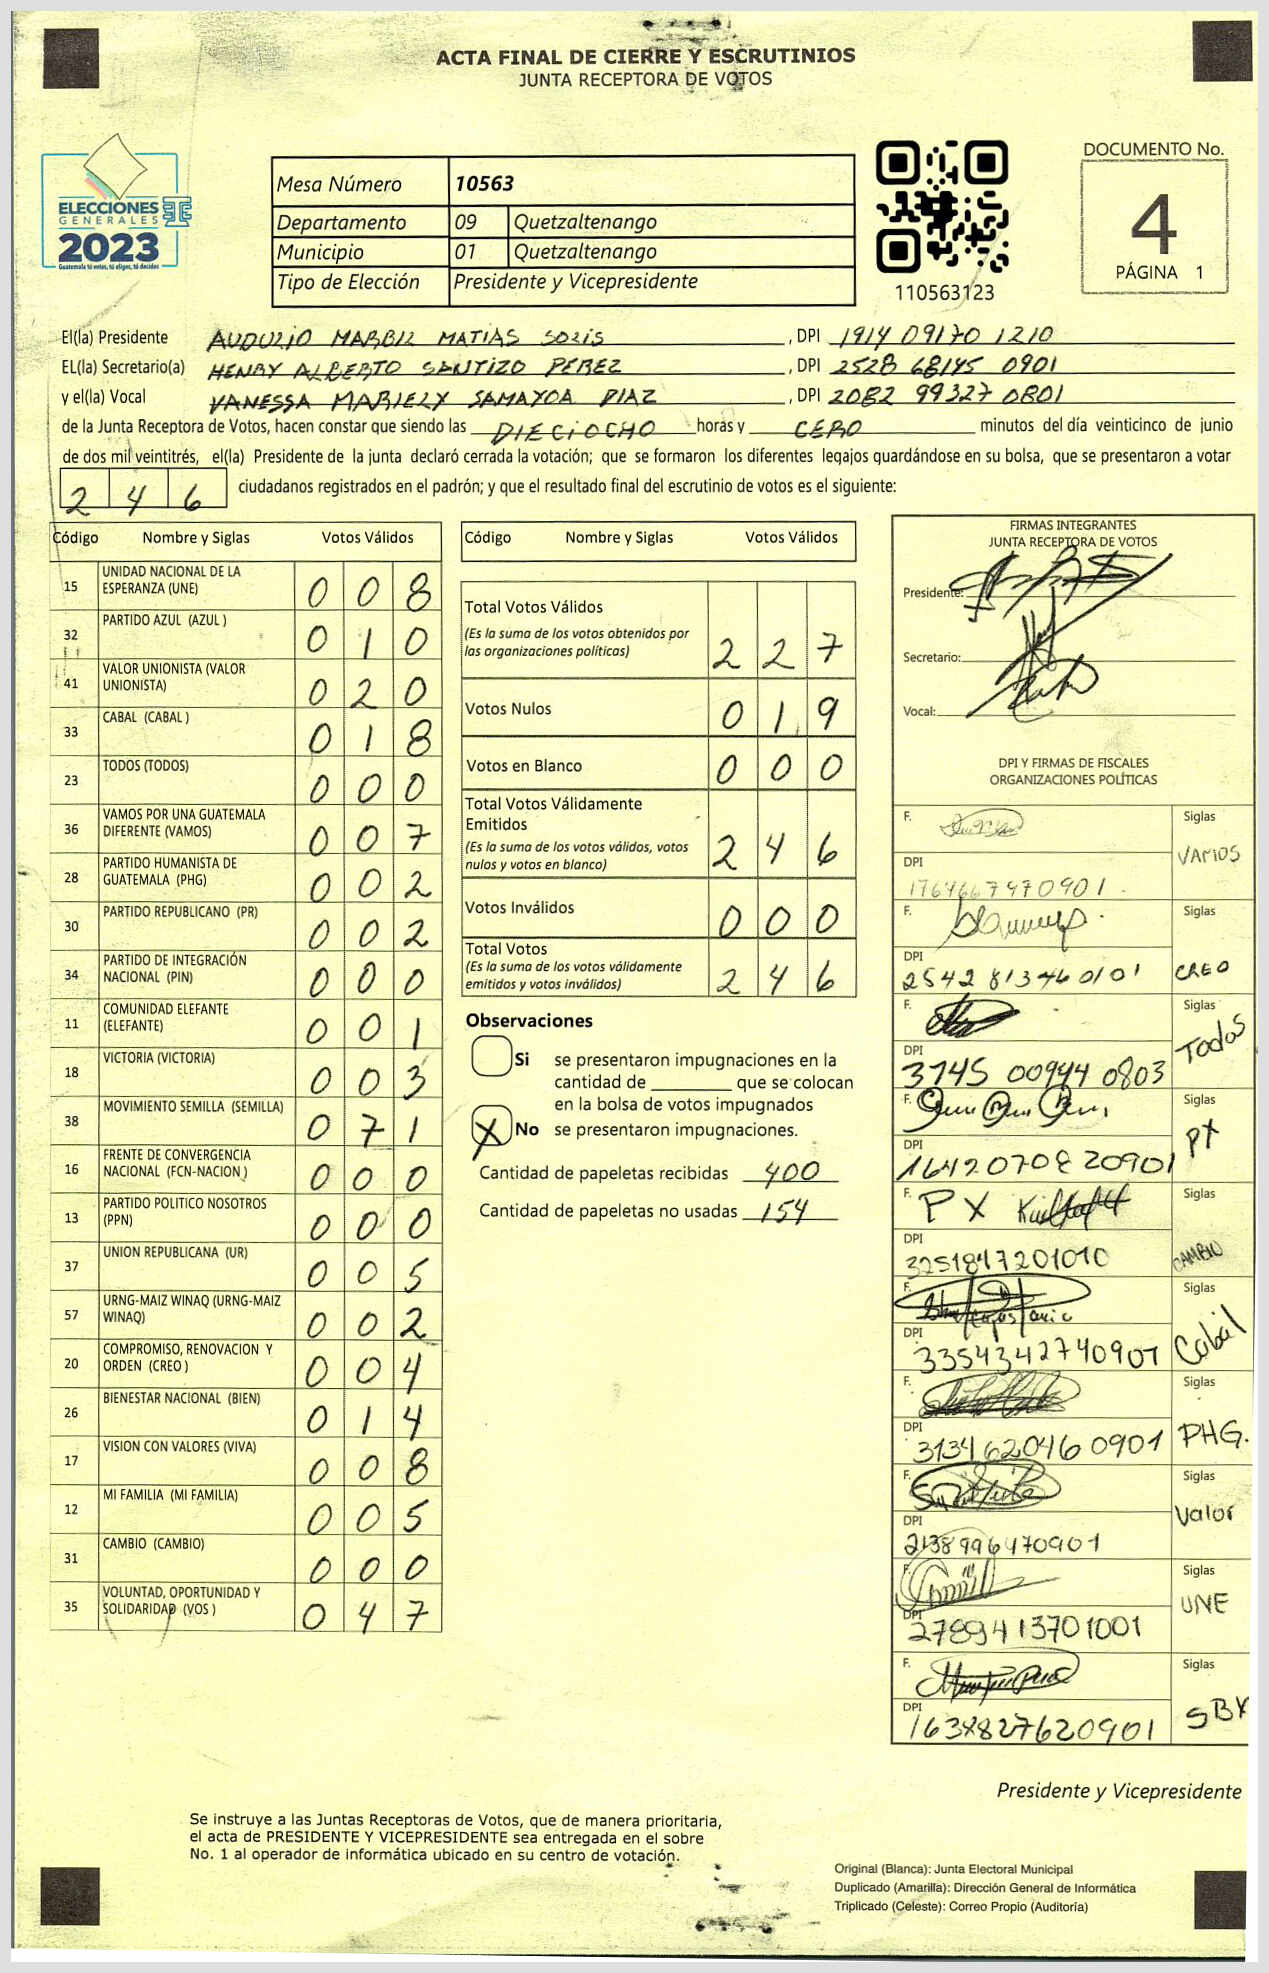 ACTA FINAL DE CIERRE Y ESCRUTINIOS
JUNTA RECEPTORA DE VOTOS
ELECCIONES
GENERALES
2023
Guatemala tú votas, tú eliges, tú decides
Mesa Número 10563
Departamento 09 Quetzaltenango
Municipio 01 Quetzaltenango
Tipo de Elección Presidente y Vicepresidente
110563123
DOCUMENTO No.
4
PÁGINA 1
El(la) Presidente MATIAS , DPI 1914 09170 1210
EL(la) Secretario(a) HENRY ALBERTO SANTIZO PEREZ , DPI 2528 68145 0901
y el(la) Vocal VANESSA MARIELY SAMAYOA DIAZ , DPI 2082 99327 0801
de la Junta Receptora de Votos, hacen constar que siendo las DIECIOCHO horas y CERO minutos del día veinticinco de junio
de dos mil veintitrés, el(la) Presidente de la junta declaró cerrada la votación; que se formaron los diferentes legajos guardándose en su bolsa, que se presentaron a votar
2 4 6 ciudadanos registrados en el padrón; y que el resultado final del escrutinio de votos es el siguiente:
Código Nombre y Siglas Votos Válidos
15 UNIDAD NACIONAL DE LA
ESPERANZA (UNE) 0 0 8
32 PARTIDO AZUL (AZUL ) 0 1 0
41 VALOR UNIONISTA (VALOR
UNIONISTA) 0 2 0
33 CABAL (CABAL ) 0 1 8
23 TODOS (TODOS) 0 0 0
36 VAMOS POR UNA GUATEMALA
DIFERENTE (VAMOS) 0 0 7
28 PARTIDO HUMANISTA DE
GUATEMALA (PHG) 0 0 2
30 PARTIDO REPUBLICANO (PR) 0 0 2
34 PARTIDO DE INTEGRACIÓN
NACIONAL (PIN) 0 0 0
11 COMUNIDAD ELEFANTE
(ELEFANTE) 0 0 1
18 VICTORIA (VICTORIA) 0 0 3
38 MOVIMIENTO SEMILLA (SEMILLA) 0 7 1
16 FRENTE DE CONVERGENCIA
NACIONAL (FCN-NACION ) 0 0 0
13 PARTIDO POLITICO NOSOTROS
(PPN) 0 0 0
37 UNION REPUBLICANA (UR) 0 0 5
57 URNG-MAIZ WINAQ (URNG-MAIZ
WINAQ) 0 0 2
20 COMPROMISO, RENOVACION Y
ORDEN (CREO ) 0 0 4
26 BIENESTAR NACIONAL (BIEN) 0 1 4
17 VISION CON VALORES (VIVA) 0 0 8
12 MI FAMILIA (MI FAMILIA) 0 0 5
31 CAMBIO (CAMBIO) 0 0 0
35 VOLUNTAD, OPORTUNIDAD Y
SOLIDARIDAD (VOS ) 0 4 7
Código Nombre y Siglas Votos Válidos
Total Votos Válidos
(Es la suma de los votos obtenidos por
las organizaciones políticas) 2 2 7
Votos Nulos 0 1 9
Votos en Blanco 0 0 0
Total Votos Válidamente
Emitidos
(Es la suma de los votos válidos, votos
nulos y votos en blanco) 2 4 6
Votos Inválidos 0 0 0
Total Votos
(Es la suma de los votos válidamente
emitidos y votos inválidos) 2 4 6
Observaciones
Si se presentaron impugnaciones en la
cantidad de ________ que se colocan
en la bolsa de votos impugnados
X No se presentaron impugnaciones.
Cantidad de papeletas recibidas 400
Cantidad de papeletas no usadas 154
FIRMAS INTEGRANTES
JUNTA RECEPTORA DE VOTOS
Presidente:
Secretario:
Vocal:
DPI Y FIRMAS DE FISCALES
ORGANIZACIONES POLÍTICAS
F. Siglas
DPI VAMOS
F. Siglas
DPI CREO
2542 81346 0101
F. Siglas
DPI Todos
3745 00944 0803
F. Siglas
DPI PX
F. PX Siglas
DPI CAMBIO
3251847201010
F. Siglas
DPI Cabal
3354342740901
F. Siglas
DPI PHG.
3134620460901
F. Siglas
DPI Valor
2138996470901
F. Siglas
DPI UNE
2789413701001
F. Siglas
DPI
Presidente y Vicepresidente
Se instruye a las Juntas Receptoras de Votos, que de manera prioritaria,
el acta de PRESIDENTE Y VICEPRESIDENTE sea entregada en el sobre
No. 1 al operador de informática ubicado en su centro de votación.
Original (Blanca): Junta Electoral Municipal
Duplicado (Amarilla): Dirección General de Informática
Triplicado (Celeste): Correo Propio (Auditoría)